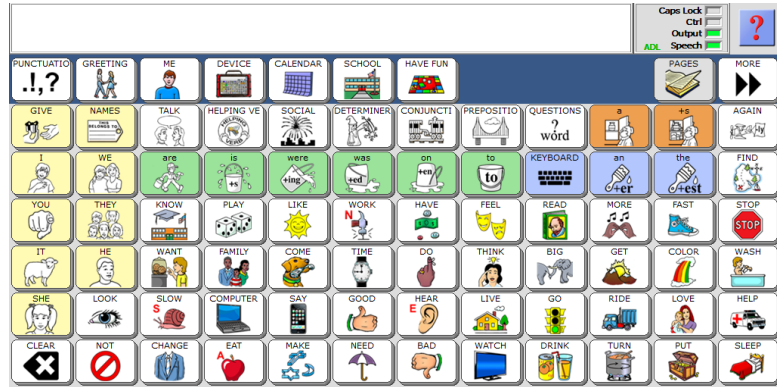 Caps Lock
Ctrl
Output
ADL Speech
?
PUNCTUATIO GREETING ME DEVICE CALENDAR SCHOOL HAVE FUN PAGES MORE
.!,?
GIVE NAMES TALK HELPING VE SOCIAL DETERMINER CONJUNCTI PREPOSITIO QUESTIONS a +s AGAIN
THIS BELONGS TO HELPING VERB ? word
I WE are is were was on to KEYBOARD an the FIND
+s +ing +ed +en to +er +est
YOU THEY KNOW PLAY LIKE WORK HAVE FEEL READ MORE FAST STOP
N STOP
IT HE WANT FAMILY COME TIME DO THINK BIG GET COLOR WASH
SHE LOOK SLOW COMPUTER SAY GOOD HEAR LIVE GO RIDE LOVE HELP
S E
CLEAR NOT CHANGE EAT MAKE NEED BAD WATCH DRINK TURN PUT SLEEP
A